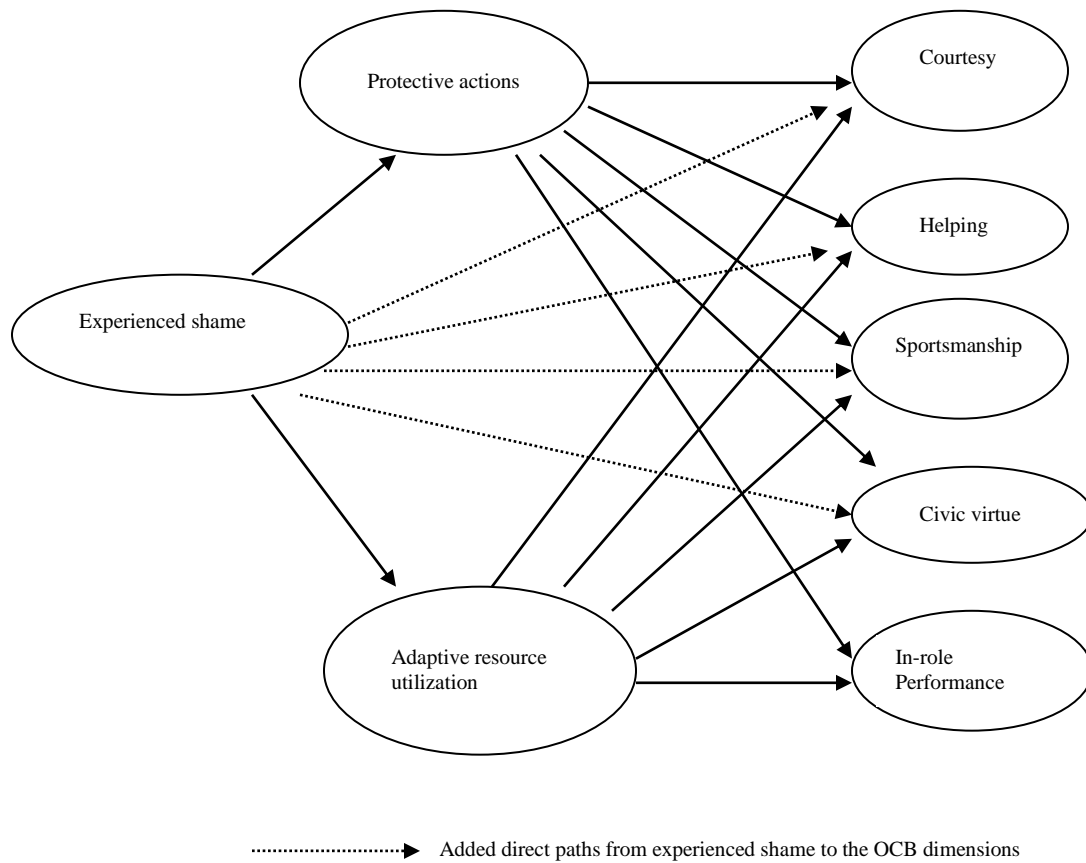 Courtesy
Protective actions
Helping
Experienced shame
Sportsmanship
Civic virtue
Adaptive resource
utilization
In-role
Performance
Added direct paths from experienced shame to the OCB dimensions